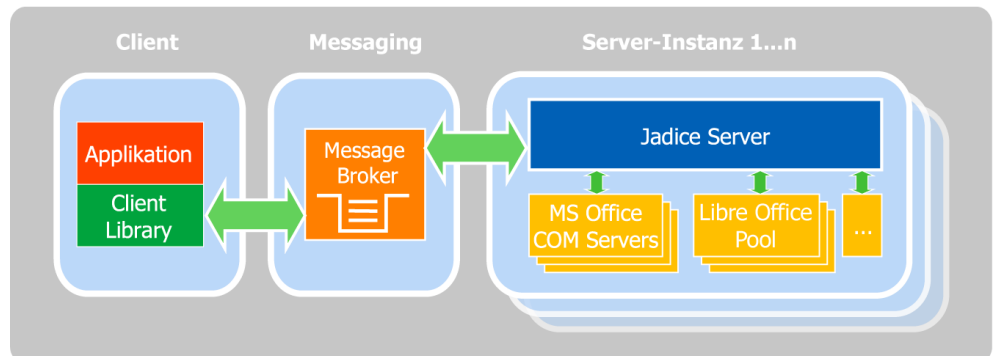 Client
Messaging
Server-Instanz 1...n
Applikation
Client
Library
Message
Broker
Jadice Server
MS Office
COM Servers
Libre Office
Pool
...